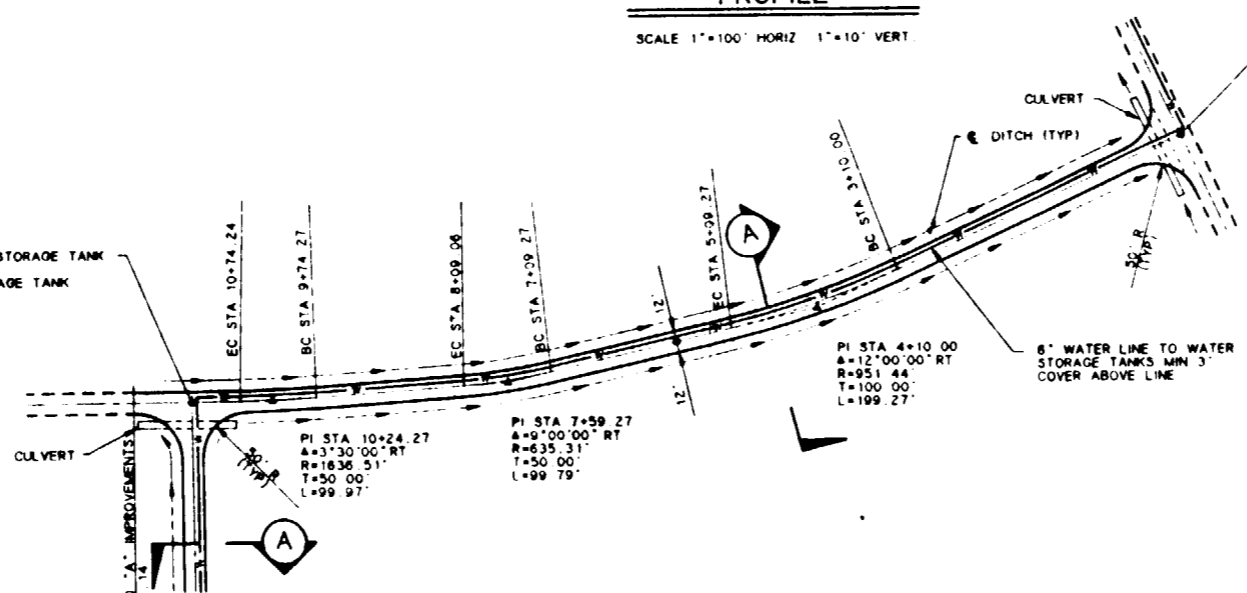 PROFILE
SCALE 1"=100' HORIZ 1"=10' VERT.
CULVERT
℄ DITCH (TYP)
BC STA 3+10.00
A
EC STA 5+09.27
12'
12'
BC STA 7+09.27
EC STA 8+09.06
BC STA 9+74.27
EC STA 10+74.24
STORAGE TANK
AGE TANK
50' R
(TYP)
6" WATER LINE TO WATER
STORAGE TANKS MIN 3'
COVER ABOVE LINE
PI STA 4+10.00
Δ=12°00'00" RT
R=951.44'
T=100.00'
L=199.27'
PI STA 7+59.27
Δ=9°00'00" RT
R=635.31'
T=50.00'
L=99.79'
PI STA 10+24.27
Δ=3°30'00" RT
R=1636.51'
T=50.00'
L=99.97'
50' R
(TYP)
CULVERT
"A" IMPROVEMENTS
14
A